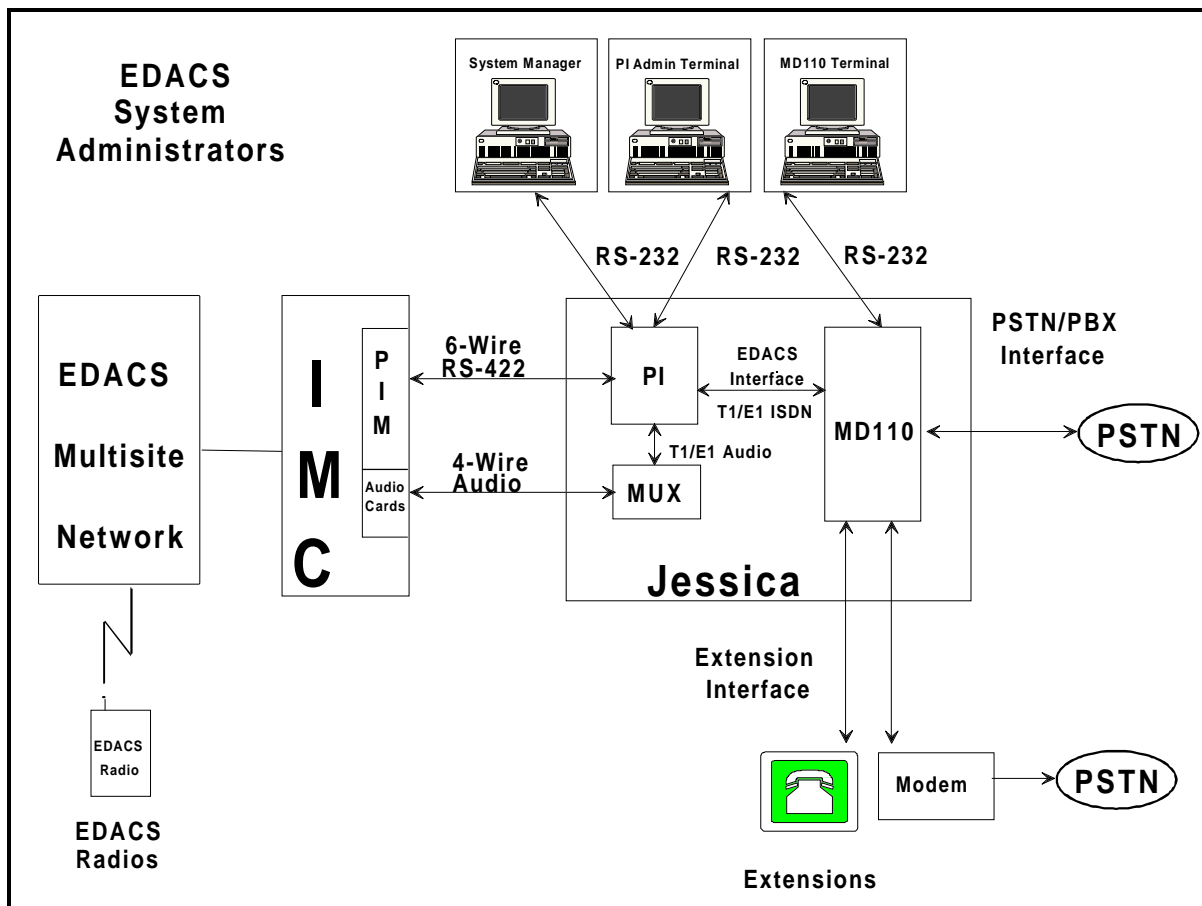 EDACS
System
Administrators
System Manager
PI Admin Terminal
MD110 Terminal
RS-232
RS-232
RS-232
EDACS
Multisite
Network
I
M
C
P
I
M
Audio
Cards
6-Wire
RS-422
4-Wire
Audio
PI
EDACS
Interface
T1/E1 ISDN
T1/E1 Audio
MUX
MD110
Jessica
PSTN/PBX
Interface
PSTN
Extension
Interface
EDACS
Radio
EDACS
Radios
Modem
PSTN
Extensions